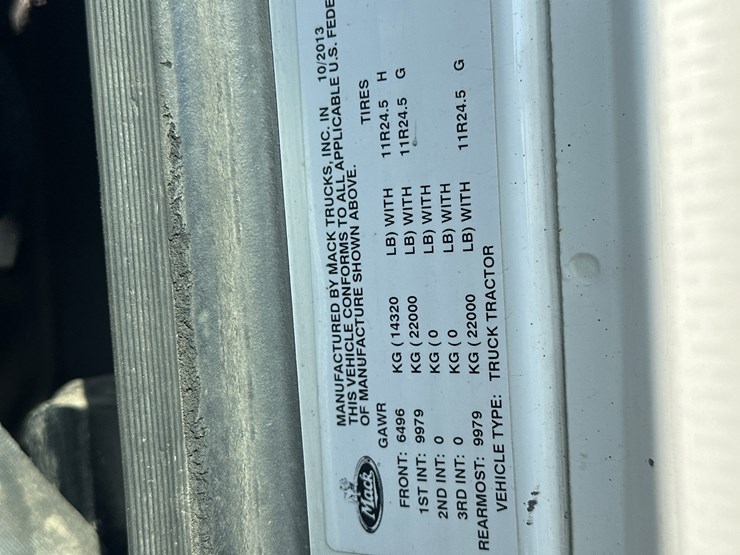 Mack
MANUFACTURED BY MACK TRUCKS, INC. IN 10/2013
THIS VEHICLE CONFORMS TO ALL APPLICABLE U.S. FEDE
OF MANUFACTURE SHOWN ABOVE.
GAWR TIRES
FRONT: 6496 KG ( 14320 LB) WITH 11R24.5 H
1ST INT: 9979 KG ( 22000 LB) WITH 11R24.5 G
2ND INT: 0 KG ( 0 LB) WITH
3RD INT: 0 KG ( 0 LB) WITH
REARMOST: 9979 KG ( 22000 LB) WITH 11R24.5 G
VEHICLE TYPE: TRUCK TRACTOR